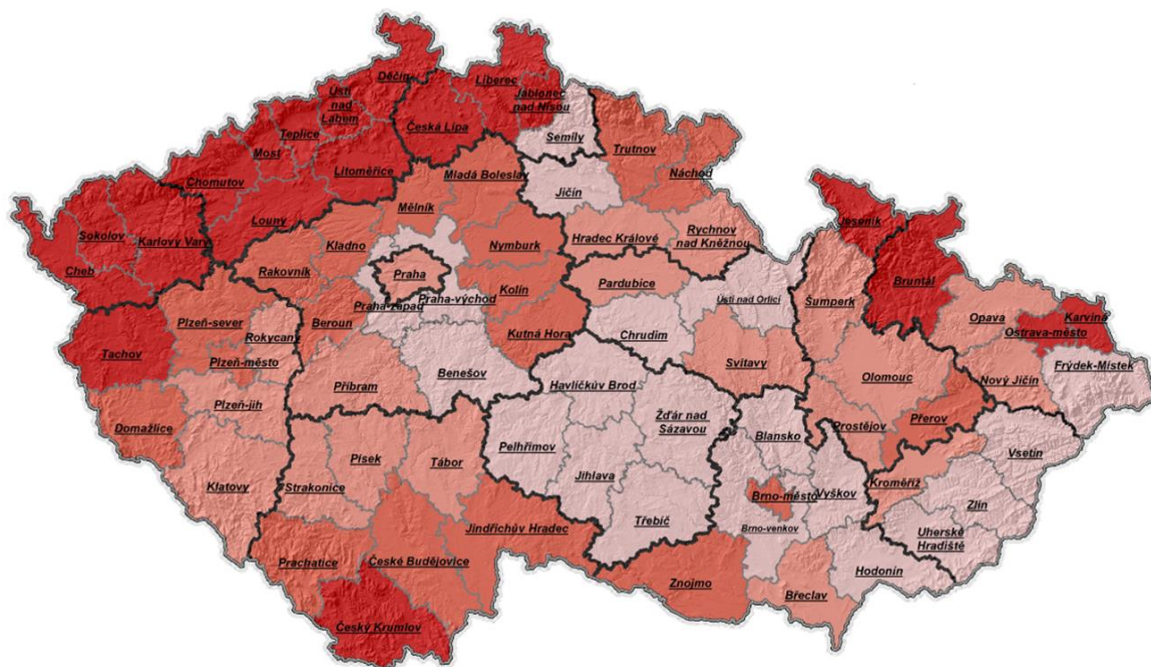 Děčín
Liberec
Ústí
nad
Labem
Jablonec
nad Nisou
Teplice
Česká Lípa
Semily
Most
Trutnov
Litoměřice
Mladá Bolesla
Chomutov
Náchod
Jičín
Mělník
Louny
Jeseník
Sokolov
Karlovy Vary
Kladno
Nymburk
Hradec Králové
Rychnov
nad Kněžnou
Cheb
Rakovník
Praha
Bruntál
Kolín
Pardubice
Praha-západ
Praha-východ
Ústí nad Orlicí
Šumperk
Opava
Karviná
Ostrava-město
Plzeň-sever
Beroun
Rokycany
Kutná Hora
Chrudim
Tachov
Plzeň-město
Svitavy
Frýdek-Místek
Benešov
Příbram
Havlíčkův Brod
Olomouc
Nový Jičín
Plzeň-jih
Žďár nad
Sázavou
Domažlice
Přerov
Prostějov
Blansko
Pelhřimov
Písek
Tábor
Vsetín
Jihlava
Klatovy
Strakonice
Kroměříž
Brno-město
Vyškov
Zlín
Třebíč
Jindřichův Hradec
Brno-venkov
Uherské
Hradiště
Prachatice
České Budějovice
Hodonín
Znojmo
Břeclav
Český Krumlov